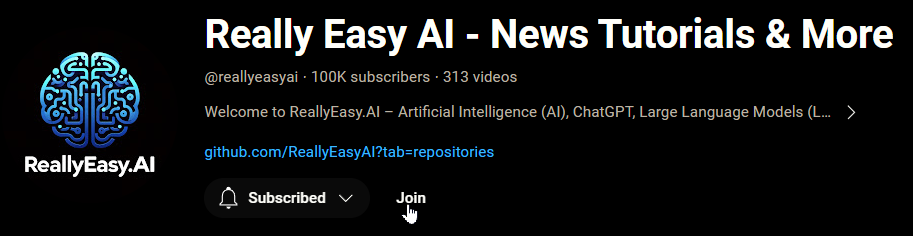 Really Easy AI - News Tutorials & More
@reallyeasyai · 100K subscribers · 313 videos
Welcome to ReallyEasy.AI – Artificial Intelligence (AI), ChatGPT, Large Language Models (L...
github.com/ReallyEasyAI?tab=repositories
ReallyEasy.AI
Subscribed Join